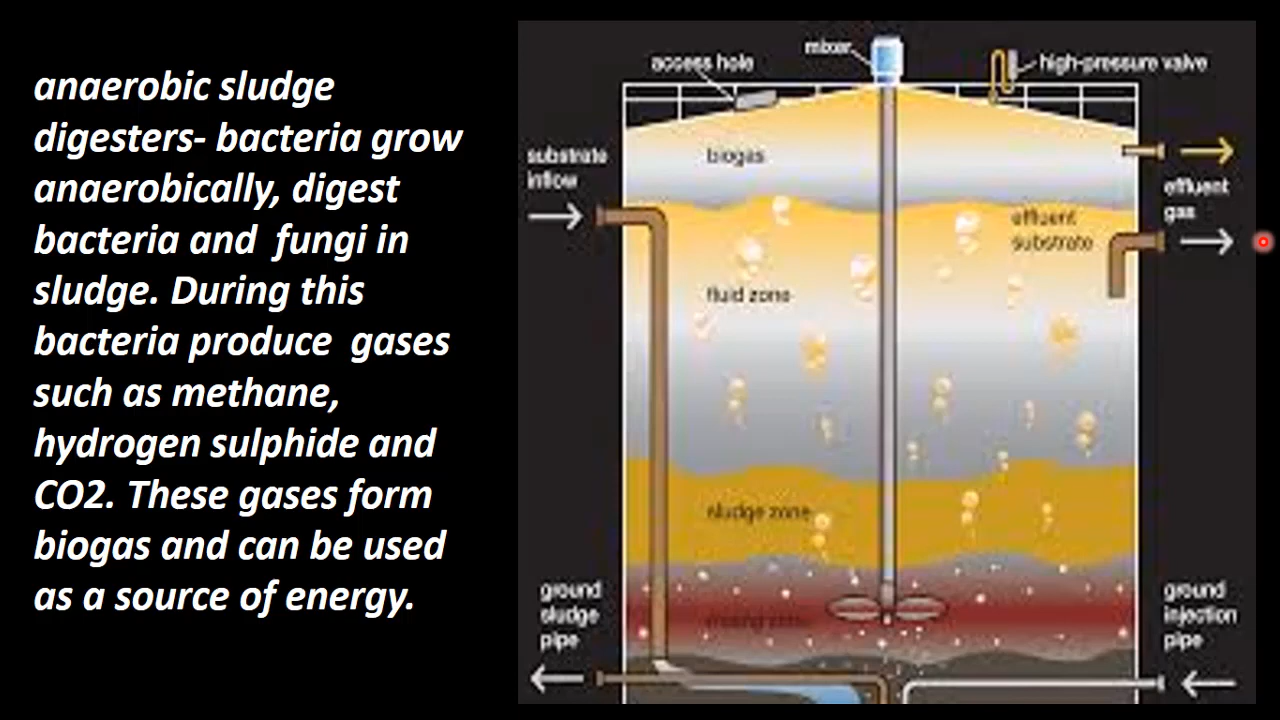 anaerobic sludge
digesters- bacteria grow
anaerobically, digest
bacteria and  fungi in
sludge. During this
bacteria produce  gases
such as methane,
hydrogen sulphide and
CO2. These gases form
biogas and can be used
as a source of energy.
mixer
access hole
high-pressure valve
substrate
inflow
biogas
effluent
gas
effluent
substrate
fluid zone
sludge zone
ground
sludge
pipe
ground
injection
pipe